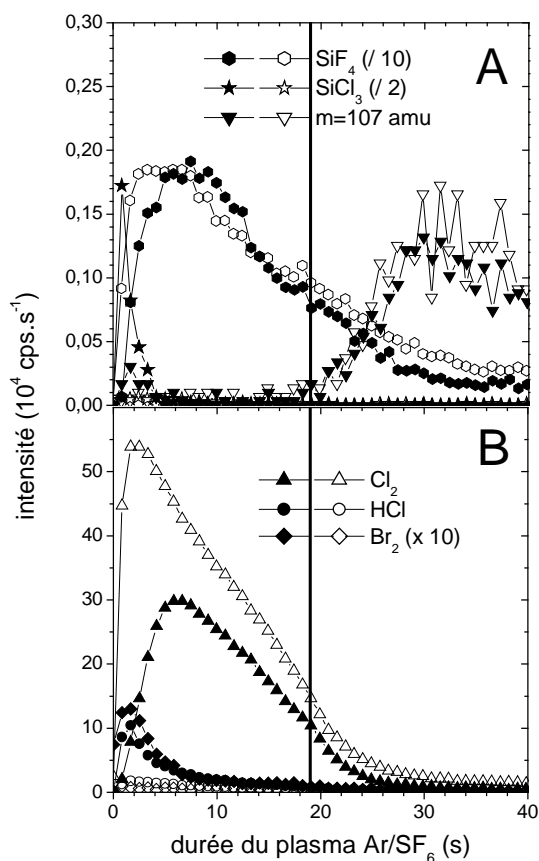 0,30
0,25
0,20
0,15
0,10
0,05
0,00
A
SiF₄ (/ 10)
SiCl₃ (/ 2)
m=107 amu
intensité (10⁴ cps.s⁻¹)
50
40
30
20
10
0
B
Cl₂
HCl
Br₂ (x 10)
0 10 20 30 40
durée du plasma Ar/SF₆ (s)